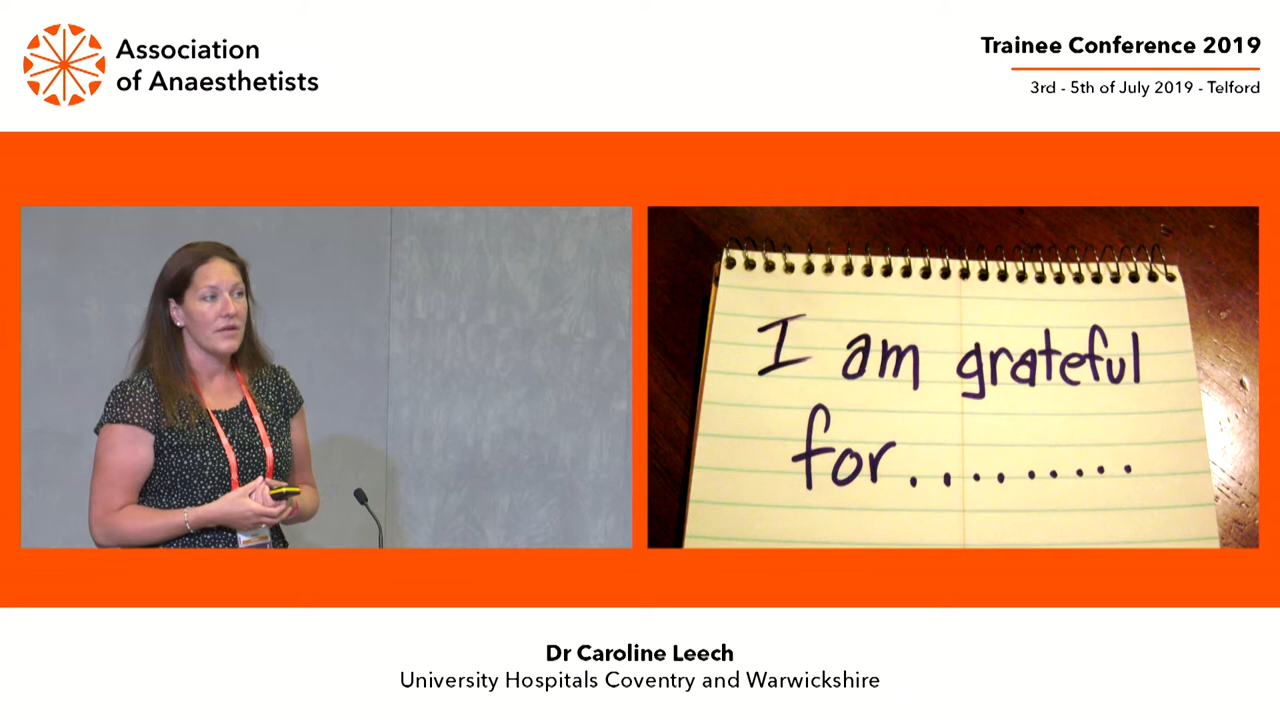 Association
of Anaesthetists
Trainee Conference 2019
3rd - 5th of July 2019 - Telford
I am grateful
for.........
Dr Caroline Leech
University Hospitals Coventry and Warwickshire